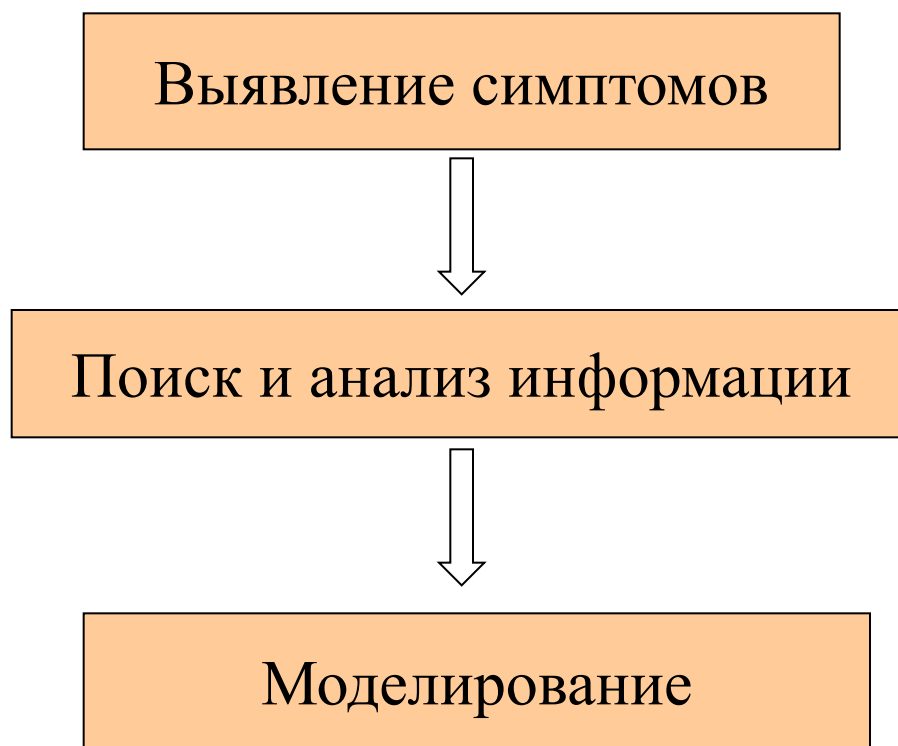 Выявление симптомов
Поиск и анализ информации
Моделирование